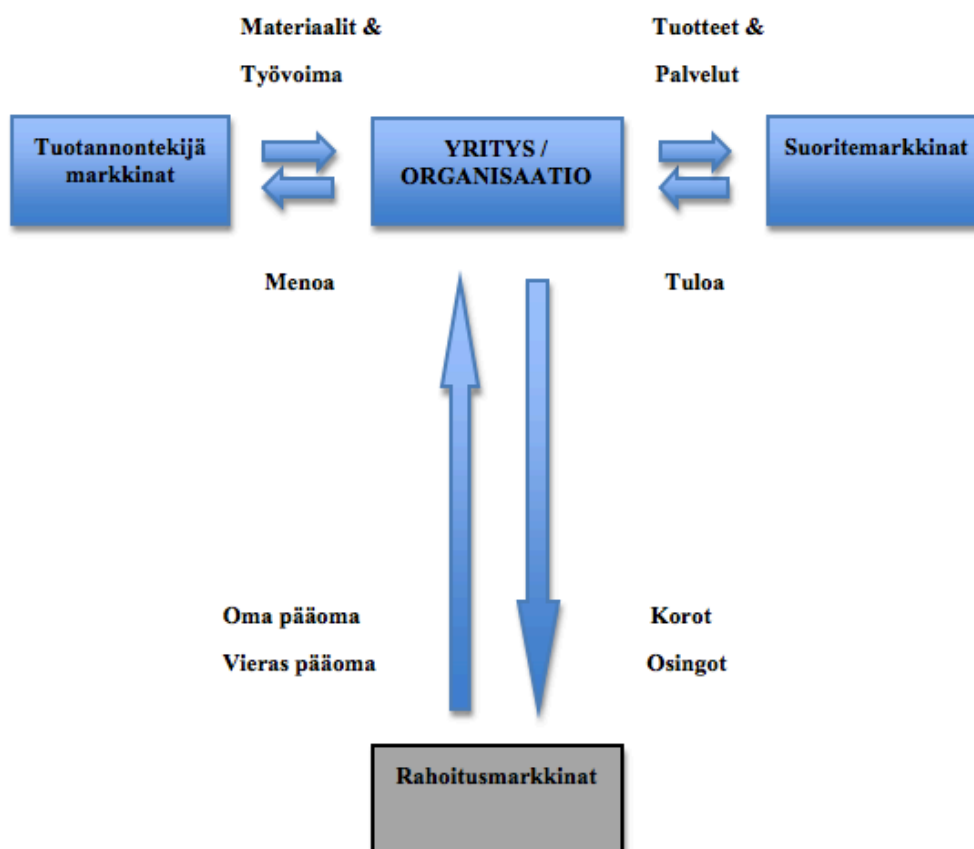 Materiaalit &
Työvoima
Tuotteet &
Palvelut
Tuotannontekijä
markkinat
YRITYS /
ORGANISAATIO
Suoritemarkkinat
Menoa
Tuloa
Oma pääoma
Vieras pääoma
Korot
Osingot
Rahoitusmarkkinat